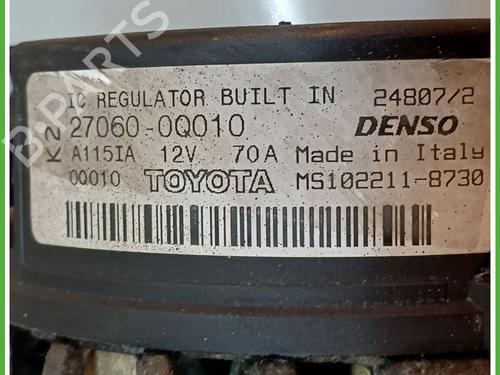 IC REGULATOR BUILT IN 24807/2
K2 27060-0Q010 DENSO
A115IA 12V 70A Made in Italy
0Q010 TOYOTA MS102211-8730
B-PARTS